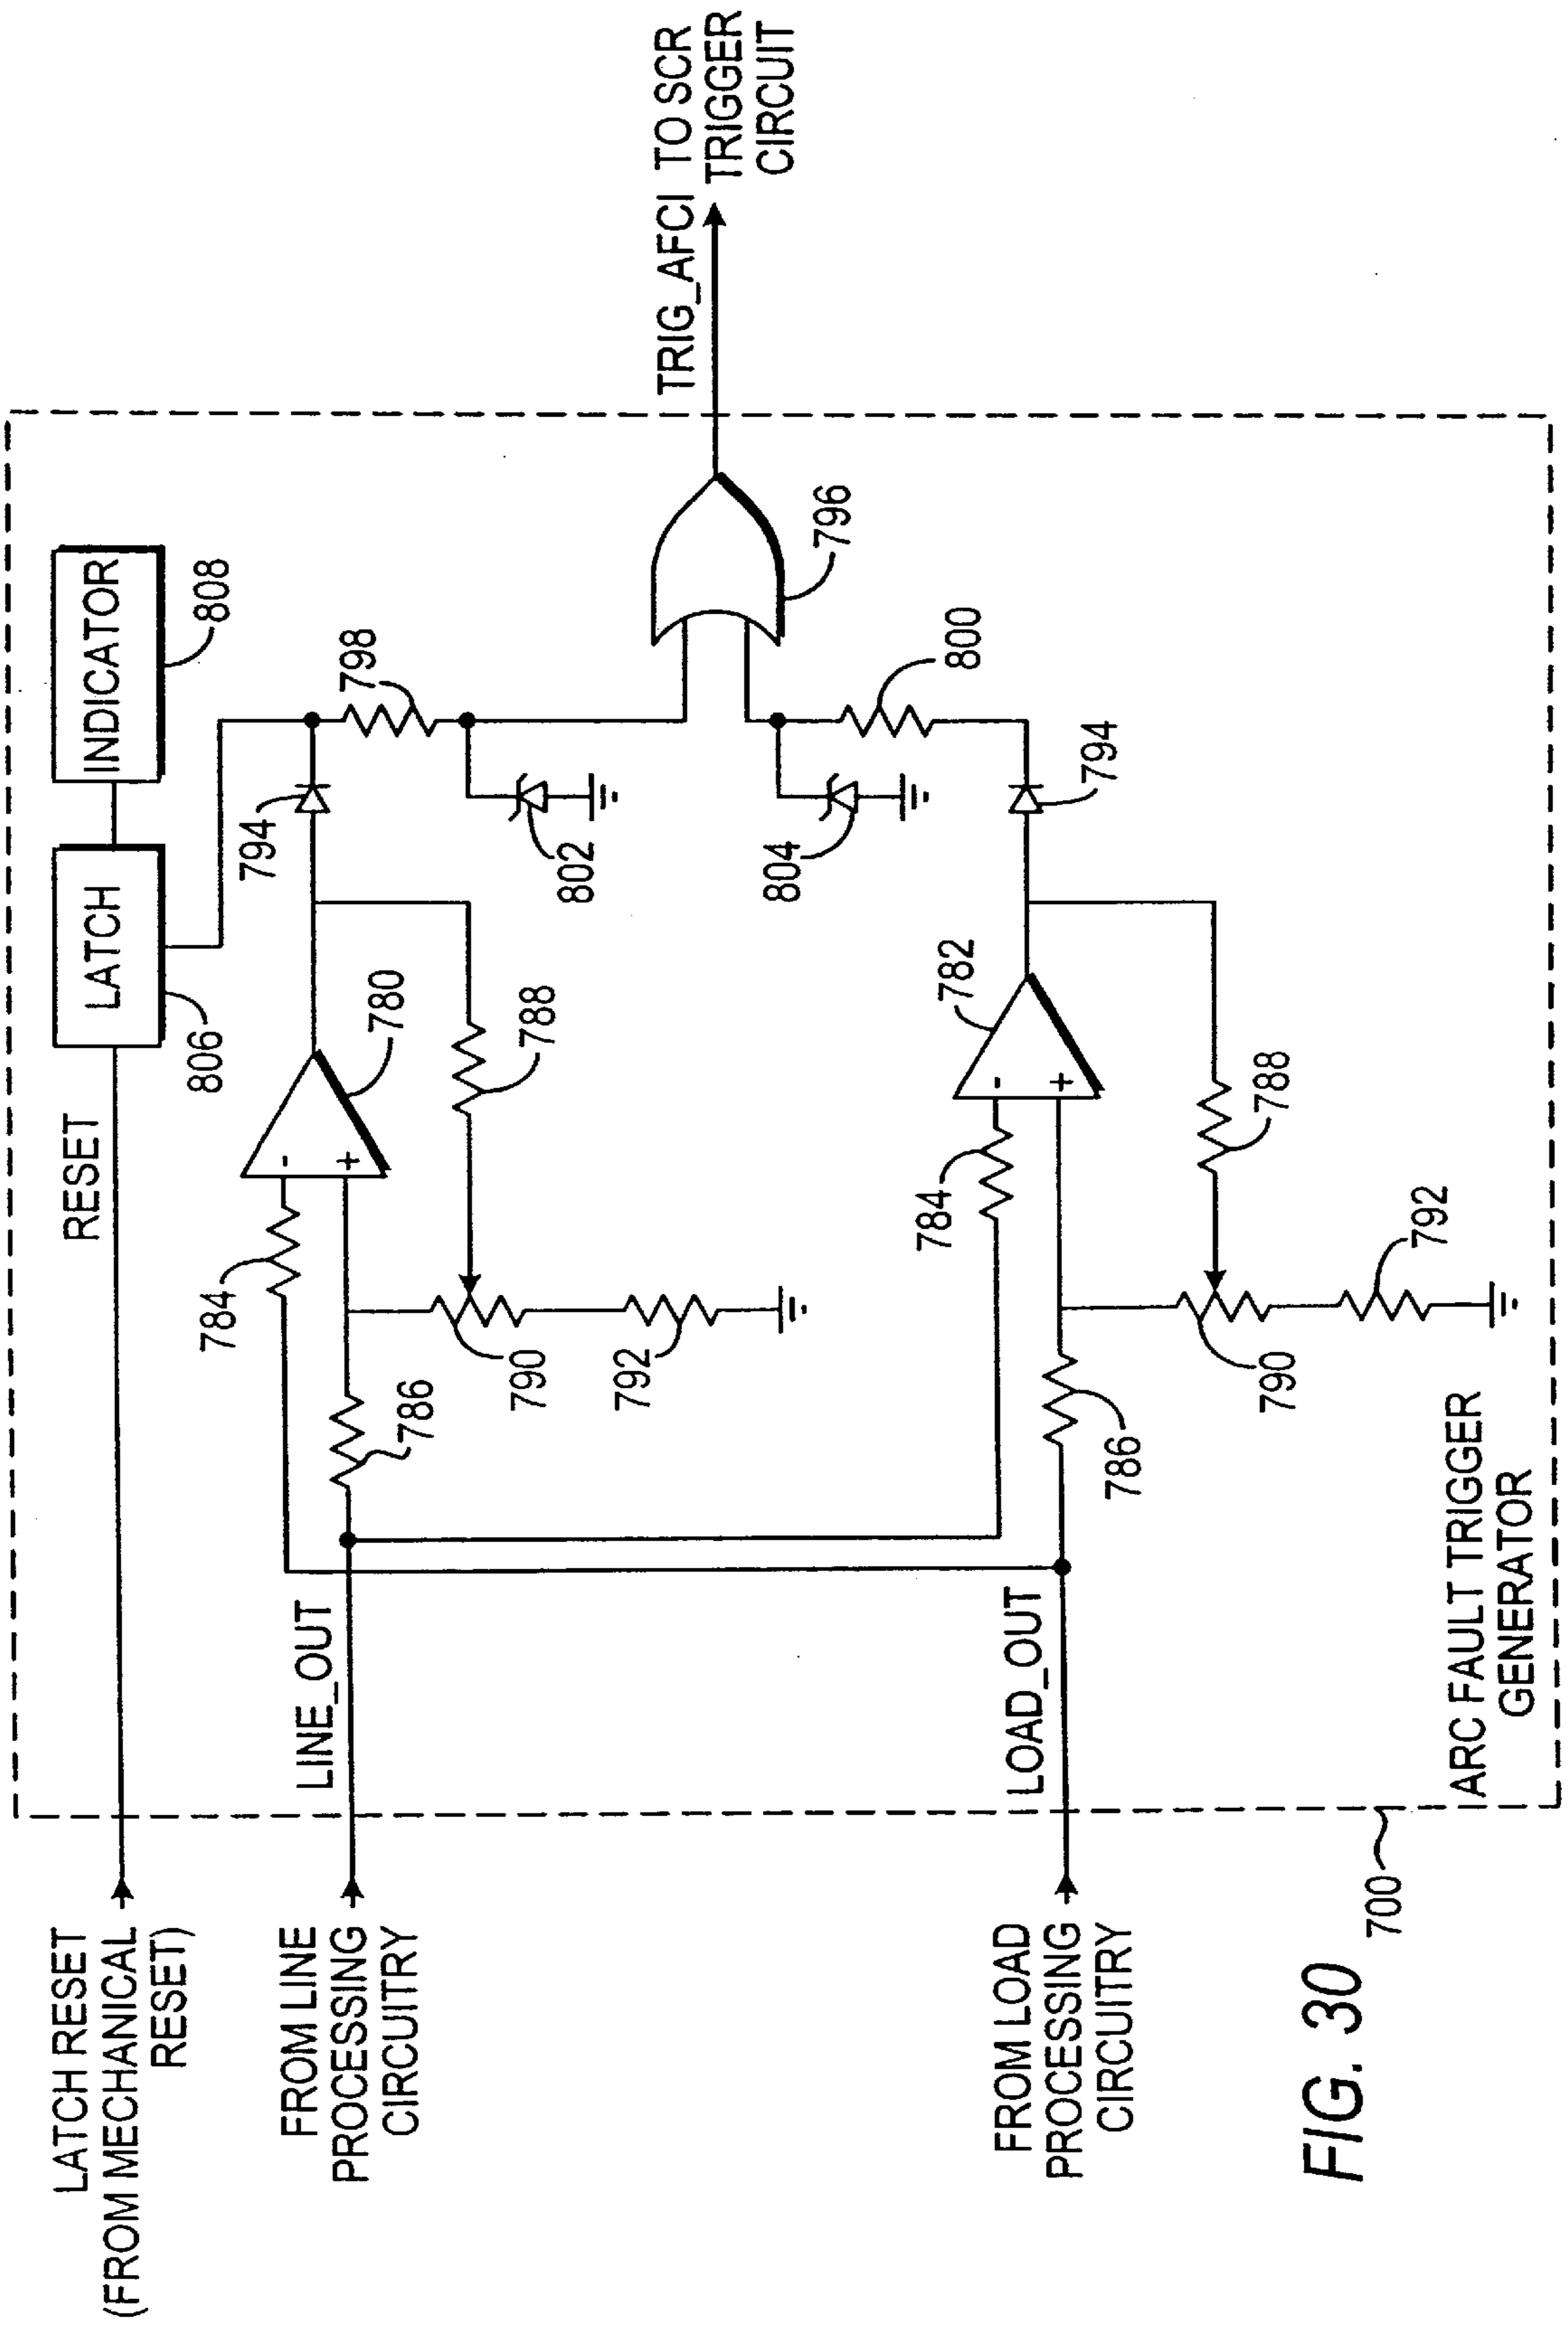 LATCH RESET
(FROM MECHANICAL
RESET)
RESET
LATCH
806
INDICATOR
808
FROM LINE
PROCESSING
CIRCUITRY
LINE_OUT
784
-
+
780
786
788
790
792
794
798
802
796
TRIG_AFCI TO SCR
TRIGGER
CIRCUIT
804
800
794
FROM LOAD
PROCESSING
CIRCUITRY
LOAD_OUT
784
-
+
782
786
788
790
792
ARC FAULT TRIGGER
GENERATOR
700
FIG. 30